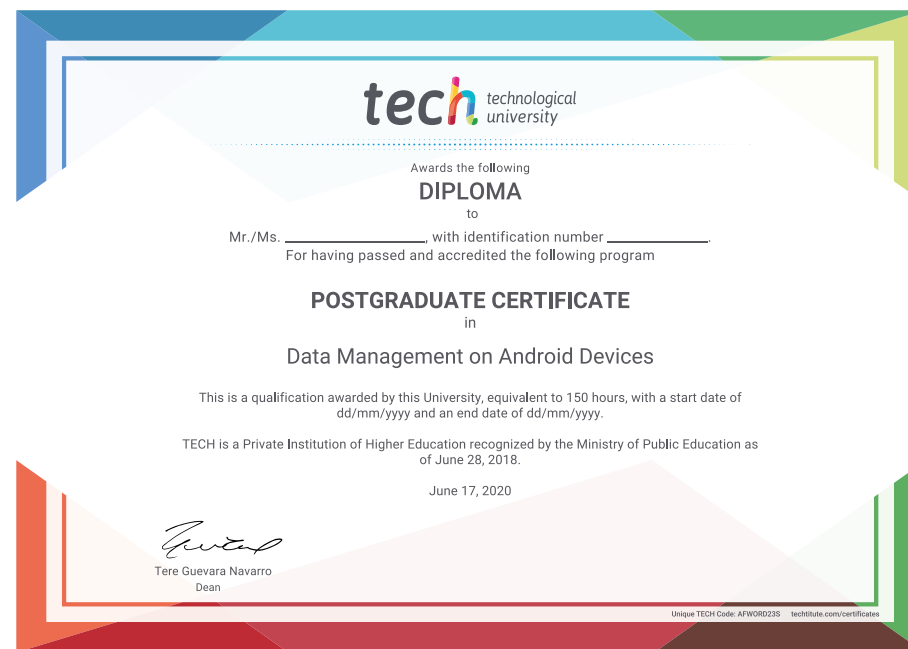 tech technological
university
Awards the following
DIPLOMA
to
Mr./Ms. ____________________, with identification number ______________.
For having passed and accredited the following program
POSTGRADUATE CERTIFICATE
in
Data Management on Android Devices
This is a qualification awarded by this University, equivalent to 150 hours, with a start date of
dd/mm/yyyy and an end date of dd/mm/yyyy.
TECH is a Private Institution of Higher Education recognized by the Ministry of Public Education as
of June 28, 2018.
June 17, 2020
Tere Guevara Navarro
Dean
Unique TECH Code: AFWORD23S techtitute.com/certificates